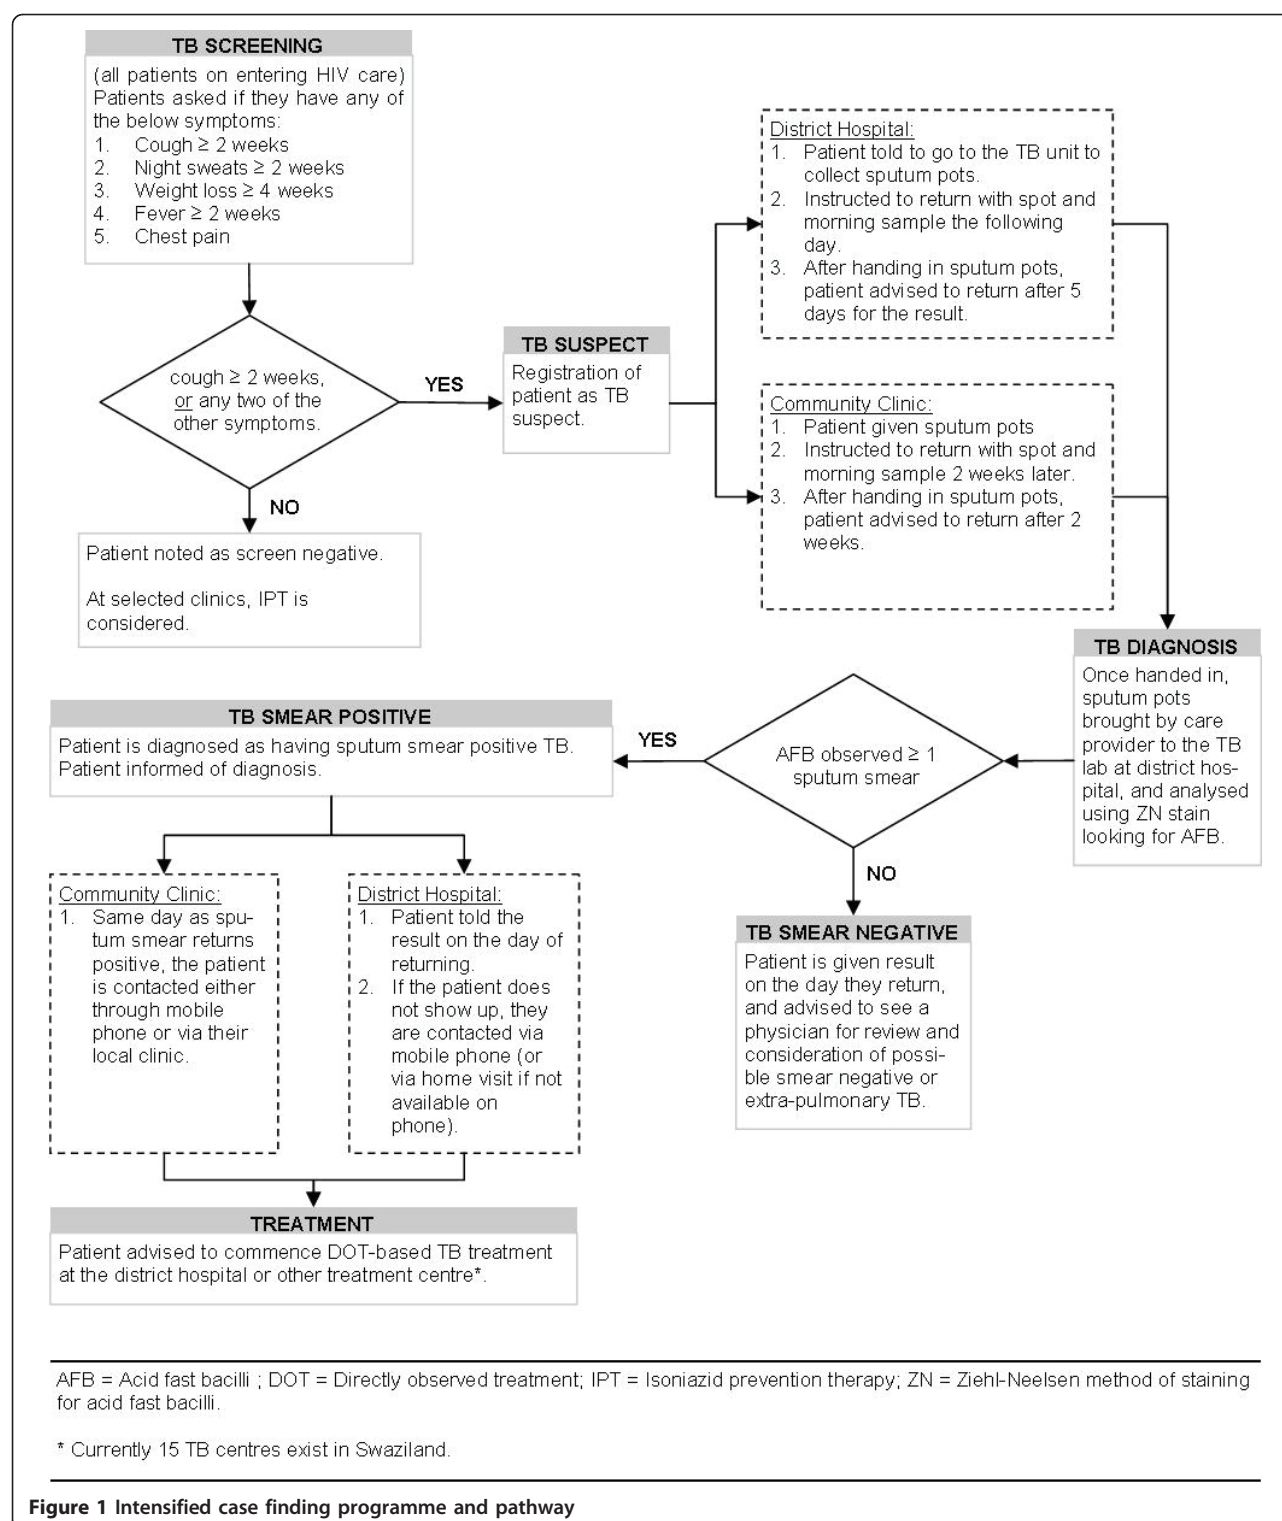 TB SCREENING
(all patients on entering HIV care)
Patients asked if they have any of
the below symptoms:
1. Cough ≥ 2 weeks
2. Night sweats ≥ 2 weeks
3. Weight loss ≥ 4 weeks
4. Fever ≥ 2 weeks
5. Chest pain
cough ≥ 2 weeks,
or any two of the
other symptoms.
YES
NO
Patient noted as screen negative.
At selected clinics, IPT is
considered.
TB SUSPECT
Registration of
patient as TB
suspect.
District Hospital:
1. Patient told to go to the TB unit to
collect sputum pots.
2. Instructed to return with spot and
morning sample the following
day.
3. After handing in sputum pots,
patient advised to return after 5
days for the result.
Community Clinic:
1. Patient given sputum pots
2. Instructed to return with spot and
morning sample 2 weeks later.
3. After handing in sputum pots,
patient advised to return after 2
weeks.
TB DIAGNOSIS
Once handed in,
sputum pots
brought by care
provider to the TB
lab at district hos-
pital, and analysed
using ZN stain
looking for AFB.
AFB observed ≥ 1
sputum smear
YES
NO
TB SMEAR NEGATIVE
Patient is given result
on the day they return,
and advised to see a
physician for review and
consideration of possi-
ble smear negative or
extra-pulmonary TB.
TB SMEAR POSITIVE
Patient is diagnosed as having sputum smear positive TB.
Patient informed of diagnosis.
Community Clinic:
1. Same day as spu-
tum smear returns
positive, the patient
is contacted either
through mobile
phone or via their
local clinic.
District Hospital:
1. Patient told the
result on the day of
returning.
2. If the patient does
not show up, they
are contacted via
mobile phone (or
via home visit if not
available on
phone).
TREATMENT
Patient advised to commence DOT-based TB treatment
at the district hospital or other treatment centre*.
AFB = Acid fast bacilli ; DOT = Directly observed treatment; IPT = Isoniazid prevention therapy; ZN = Ziehl-Neelsen method of staining
for acid fast bacilli.
* Currently 15 TB centres exist in Swaziland.
Figure 1 Intensified case finding programme and pathway